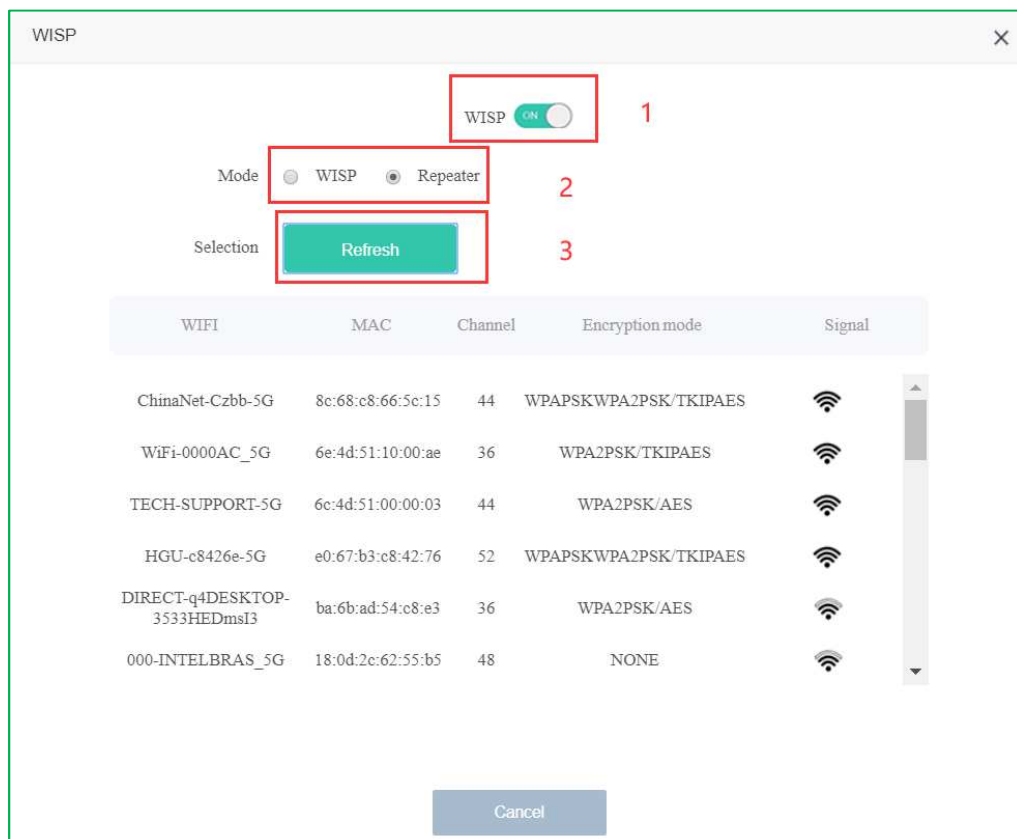 WISP
WISP ON 1
Mode WISP Repeater 2
Selection Refresh 3
WIFI MAC Channel Encryption mode Signal
ChinaNet-Czbb-5G 8c:68:c8:66:5c:15 44 WPAPSKWPA2PSK/TKIPAES
WiFi-0000AC_5G 6e:4d:51:10:00:ae 36 WPA2PSK/TKIPAES
TECH-SUPPORT-5G 6c:4d:51:00:00:03 44 WPA2PSK/AES
HGU-c8426e-5G e0:67:b3:c8:42:76 52 WPAPSKWPA2PSK/TKIPAES
DIRECT-q4DESKTOP-
3533HEDmsI3 ba:6b:ad:54:c8:e3 36 WPA2PSK/AES
000-INTELBRAS_5G 18:0d:2c:62:55:b5 48 NONE
Cancel